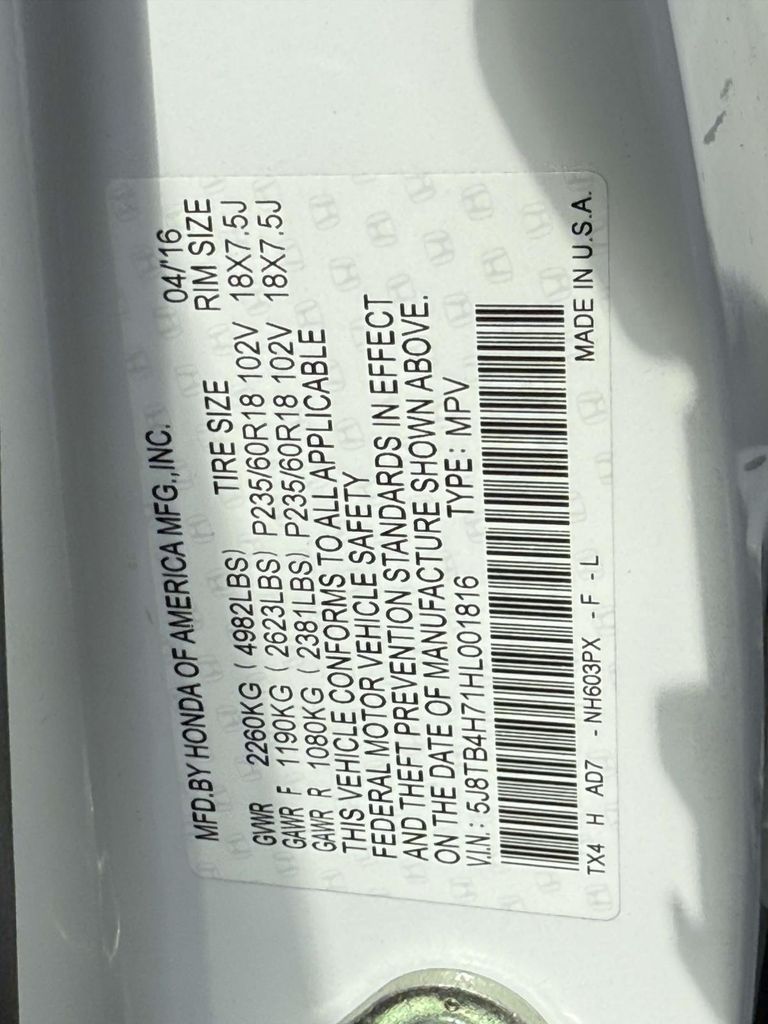 MFD.BY HONDA OF AMERICA MFG.,INC. 04/'16
TIRE SIZE RIM SIZE
GVWR 2260KG ( 4982LBS)
GAWR F 1190KG ( 2623LBS) P235/60R18 102V 18X7.5J
GAWR R 1080KG ( 2381LBS) P235/60R18 102V 18X7.5J
THIS VEHICLE CONFORMS TO ALL APPLICABLE
FEDERAL MOTOR VEHICLE SAFETY
AND THEFT PREVENTION STANDARDS IN EFFECT
ON THE DATE OF MANUFACTURE SHOWN ABOVE.
V.I.N.: 5J8TB4H71HL001816 TYPE: MPV
TX4 H AD7 -NH603PX -F -L MADE IN U.S.A.